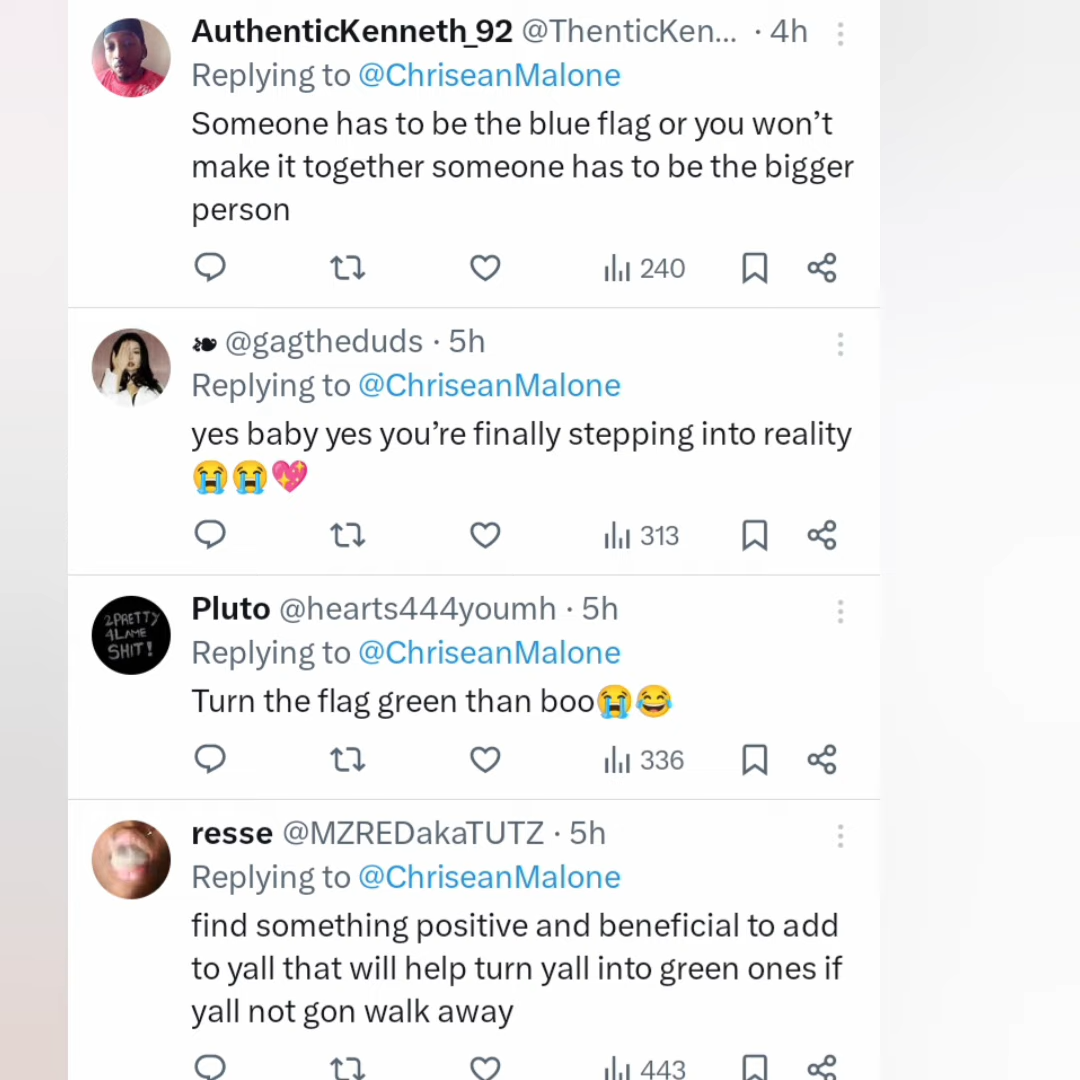 AuthenticKenneth_92 @ThenticKen... · 4h
Replying to @ChriseanMalone
Someone has to be the blue flag or you won’t
make it together someone has to be the bigger
person
240
❧ @gagtheduds · 5h
Replying to @ChriseanMalone
yes baby yes you’re finally stepping into reality
😭😭💖
313
2PRETTY
4LAME
SHIT!
Pluto @hearts444youmh · 5h
Replying to @ChriseanMalone
Turn the flag green than boo😭😂
336
resse @MZREDakaTUTZ · 5h
Replying to @ChriseanMalone
find something positive and beneficial to add
to yall that will help turn yall into green ones if
yall not gon walk away
443